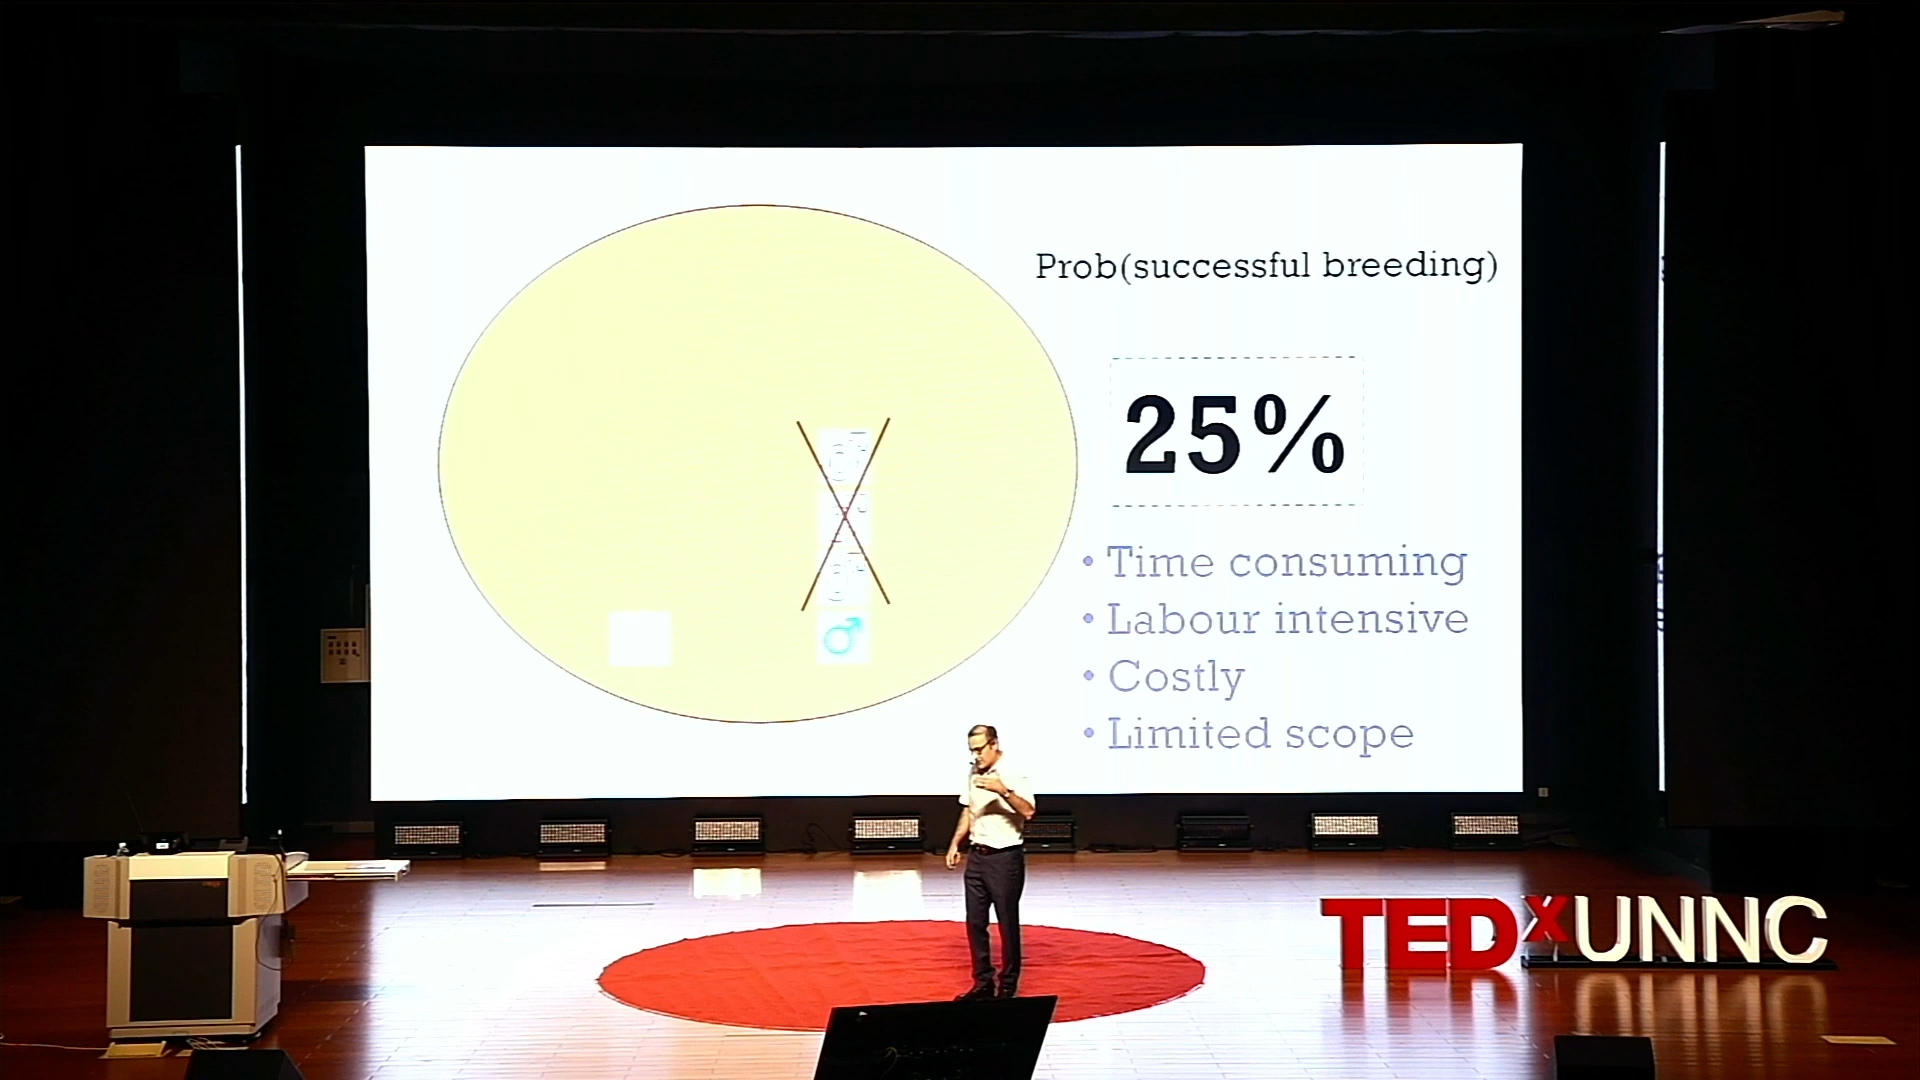 Prob(successful breeding)
25%
• Time consuming
• Labour intensive
• Costly
• Limited scope
TEDxUNNC